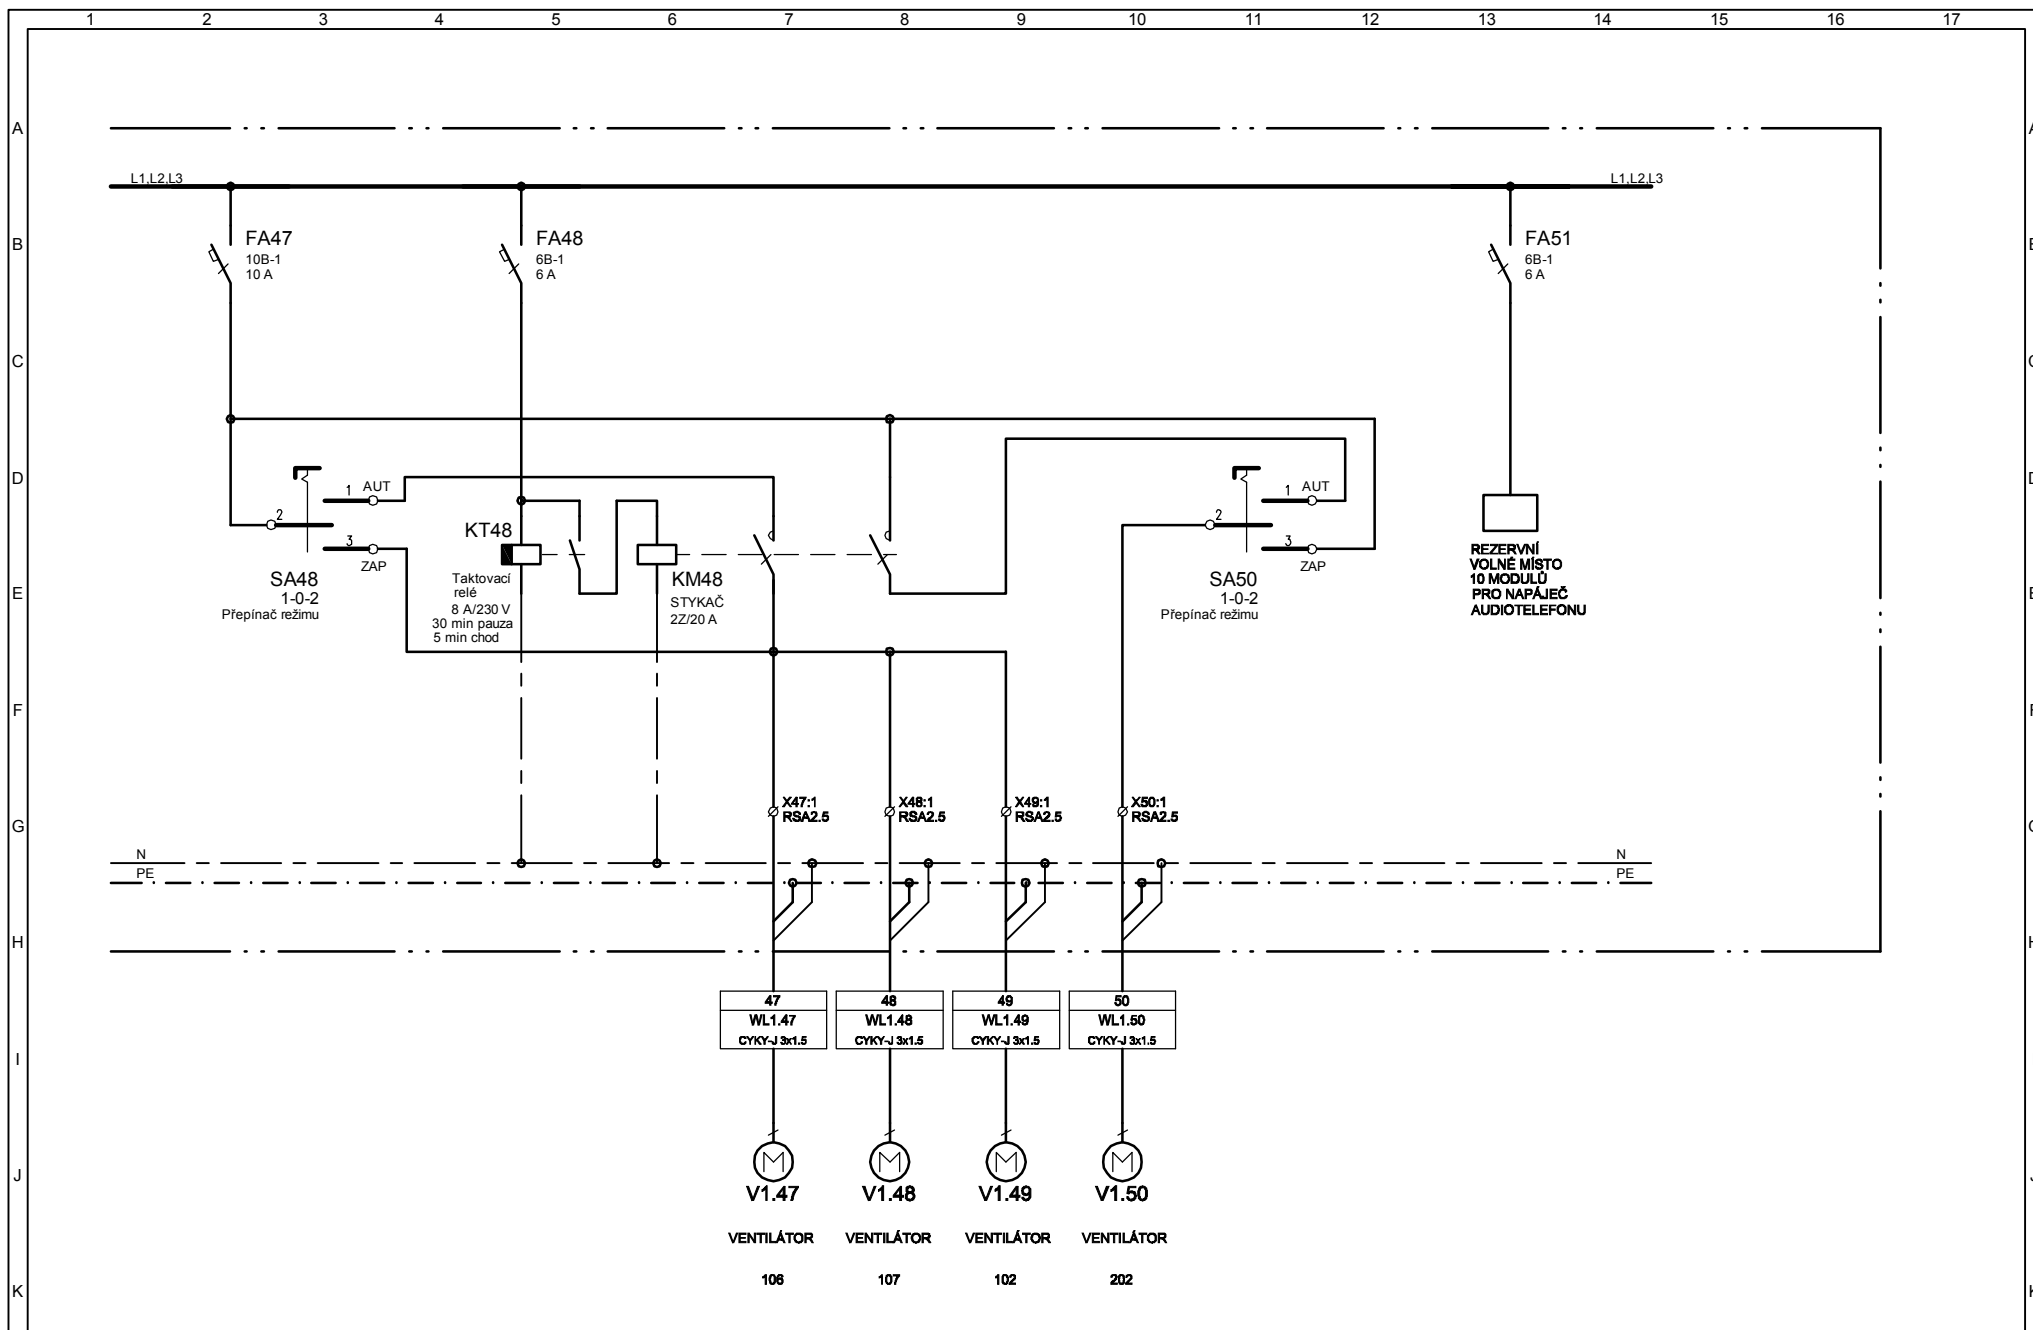 1 2 3 4 5 6 7 8 9 10 11 12 13 14 15 16 17
A
L1,L2,L3
L1,L2,L3
B
FA47
10B-1
10 A
FA48
6B-1
6 A
FA51
6B-1
6 A
C
D
1 AUT
2
3
ZAP
SA48
1-0-2
Přepínač režimu
KT48
Taktovací
relé
8 A/230 V
30 min pauza
5 min chod
KM48
STYKAČ
2Z/20 A
1 AUT
2
3
ZAP
SA50
1-0-2
Přepínač režimu
REZERVNÍ
VOLNÉ MÍSTO
10 MODULŮ
PRO NAPÁJEČ
AUDIOTELEFONU
E
F
X47:1
RSA2.5
X48:1
RSA2.5
X49:1
RSA2.5
X50:1
RSA2.5
G
N
PE
N
PE
H
47
WL1.47
CYKY-J 3x1.5
48
WL1.48
CYKY-J 3x1.5
49
WL1.49
CYKY-J 3x1.5
50
WL1.50
CYKY-J 3x1.5
I
M
M
M
M
J
V1.47
VENTILÁTOR
106
V1.48
VENTILÁTOR
107
V1.49
VENTILÁTOR
102
V1.50
VENTILÁTOR
202
K